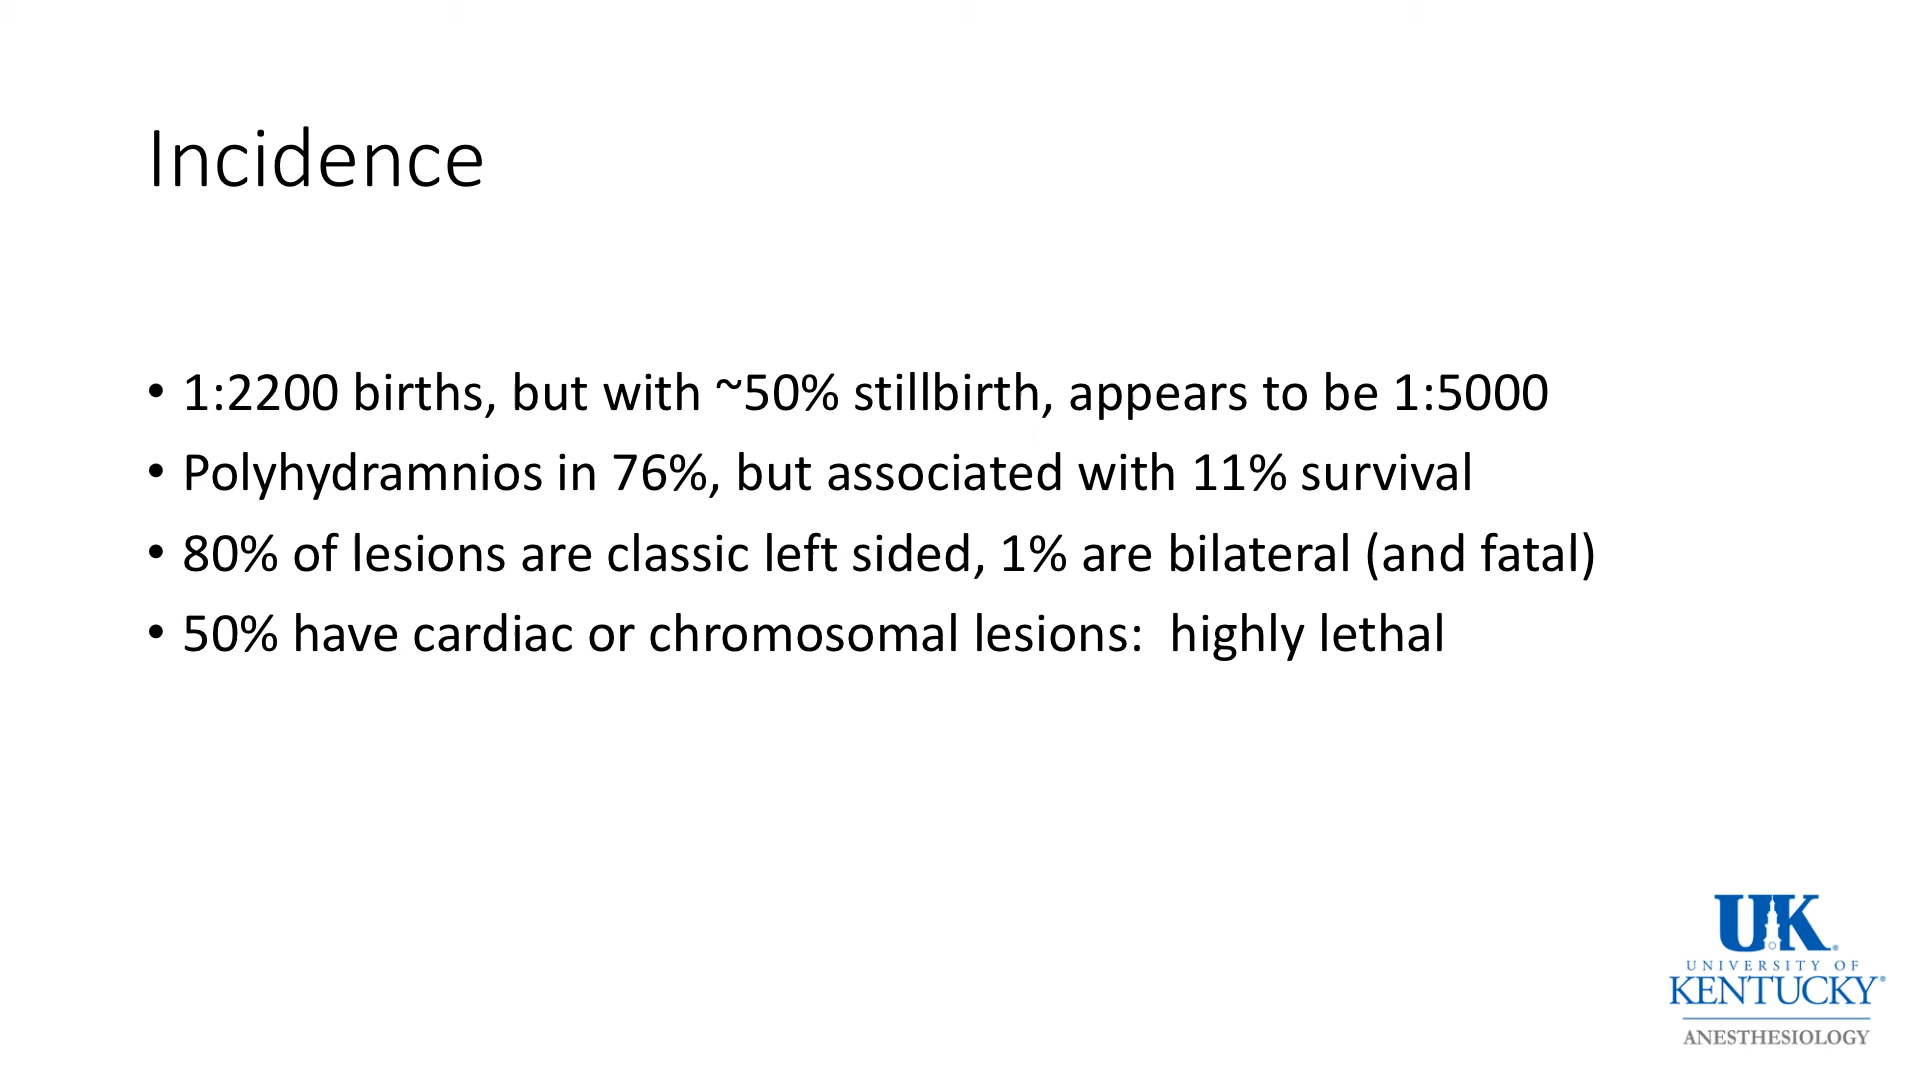 Incidence
• 1:2200 births, but with ~50% stillbirth, appears to be 1:5000
• Polyhydramnios in 76%, but associated with 11% survival
• 80% of lesions are classic left sided, 1% are bilateral (and fatal)
• 50% have cardiac or chromosomal lesions:  highly lethal
UK®
UNIVERSITY OF
KENTUCKY®
ANESTHESIOLOGY